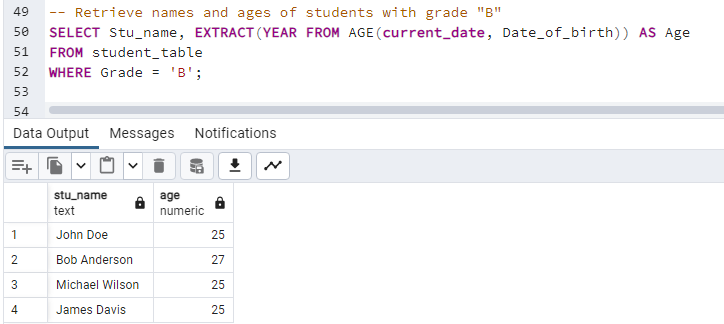 49 -- Retrieve names and ages of students with grade "B"
50 SELECT Stu_name, EXTRACT(YEAR FROM AGE(current_date, Date_of_birth)) AS Age
51 FROM student_table
52 WHERE Grade = 'B';
53
54
Data Output Messages Notifications
stu_name age
text numeric
1 John Doe 25
2 Bob Anderson 27
3 Michael Wilson 25
4 James Davis 25